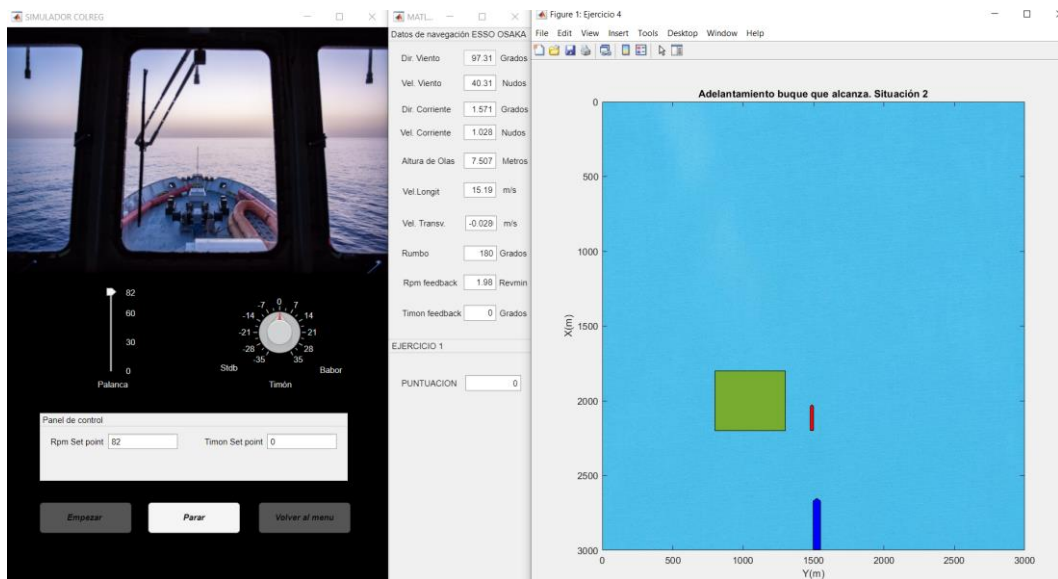 SIMULADOR COLREG
82
60
30
0
Palanca
-35
-28
-21
-14
-7
0
7
14
21
28
35
Stdb
Babor
Timón
Panel de control
Rpm Set point 82 Timon Set point 0
Empezar Parar Volver al menu
MATL...
Datos de navegación ESSO OSAKA
Dir. Viento 97.31 Grados
Vel. Viento 40.31 Nudos
Dir. Corriente 1.571 Grados
Vel. Corriente 1.028 Nudos
Altura de Olas 7.507 Metros
Vel.Longit 15.19 m/s
Vel. Transv. -0.028 m/s
Rumbo 180 Grados
Rpm feedback 1.98 Revmin
Timon feedback 0 Grados
EJERCICIO 1
PUNTUACION 0
Figure 1: Ejercicio 4
File Edit View Insert Tools Desktop Window Help
Adelantamiento buque que alcanza. Situación 2
0
500
1000
1500
2000
2500
3000
X(m)
0 500 1000 1500 2000 2500 3000
Y(m)